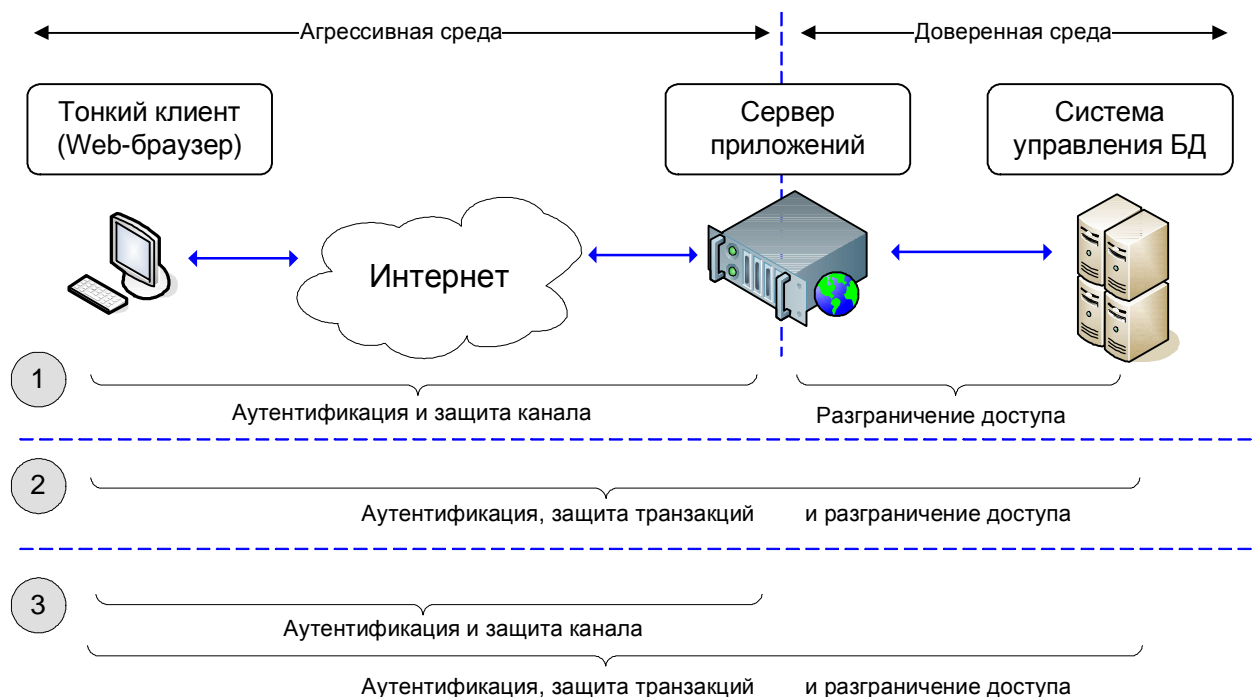 Агрессивная среда
Доверенная среда
Тонкий клиент
(Web-браузер)
Сервер
приложений
Система
управления БД
Интернет
1
Аутентификация и защита канала
Разграничение доступа
2
Аутентификация, защита транзакций и разграничение доступа
3
Аутентификация и защита канала
Аутентификация, защита транзакций и разграничение доступа